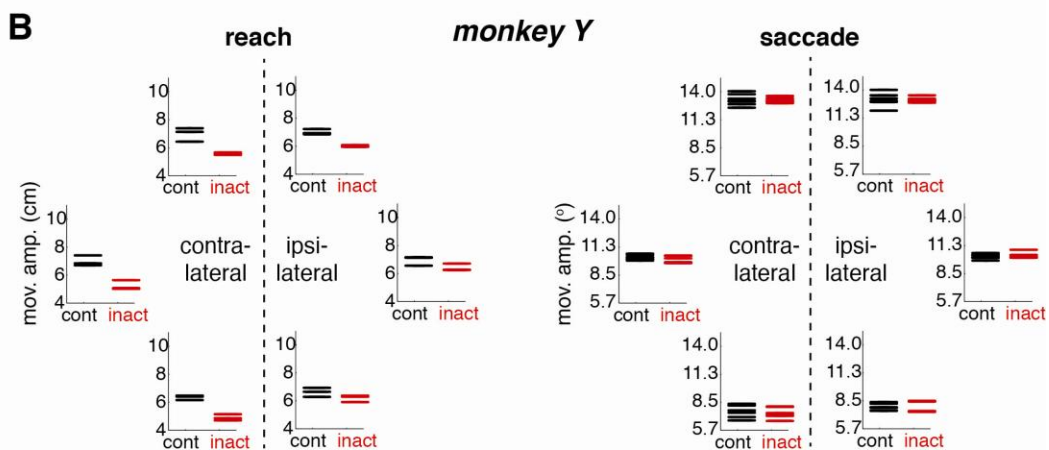 B
monkey Y
reach
saccade
10
8
6
4
cont inact
10
8
6
4
cont inact
14.0
11.3
8.5
5.7
cont inact
14.0
11.3
8.5
5.7
cont inact
mov. amp. (cm)
10
8
6
4
cont inact
contra-
lateral
ipsi-
lateral
10
8
6
4
cont inact
mov. amp. (°)
14.0
11.3
8.5
5.7
cont inact
contra-
lateral
ipsi-
lateral
14.0
11.3
8.5
5.7
cont inact
10
8
6
4
cont inact
10
8
6
4
cont inact
14.0
11.3
8.5
5.7
cont inact
14.0
11.3
8.5
5.7
cont inact